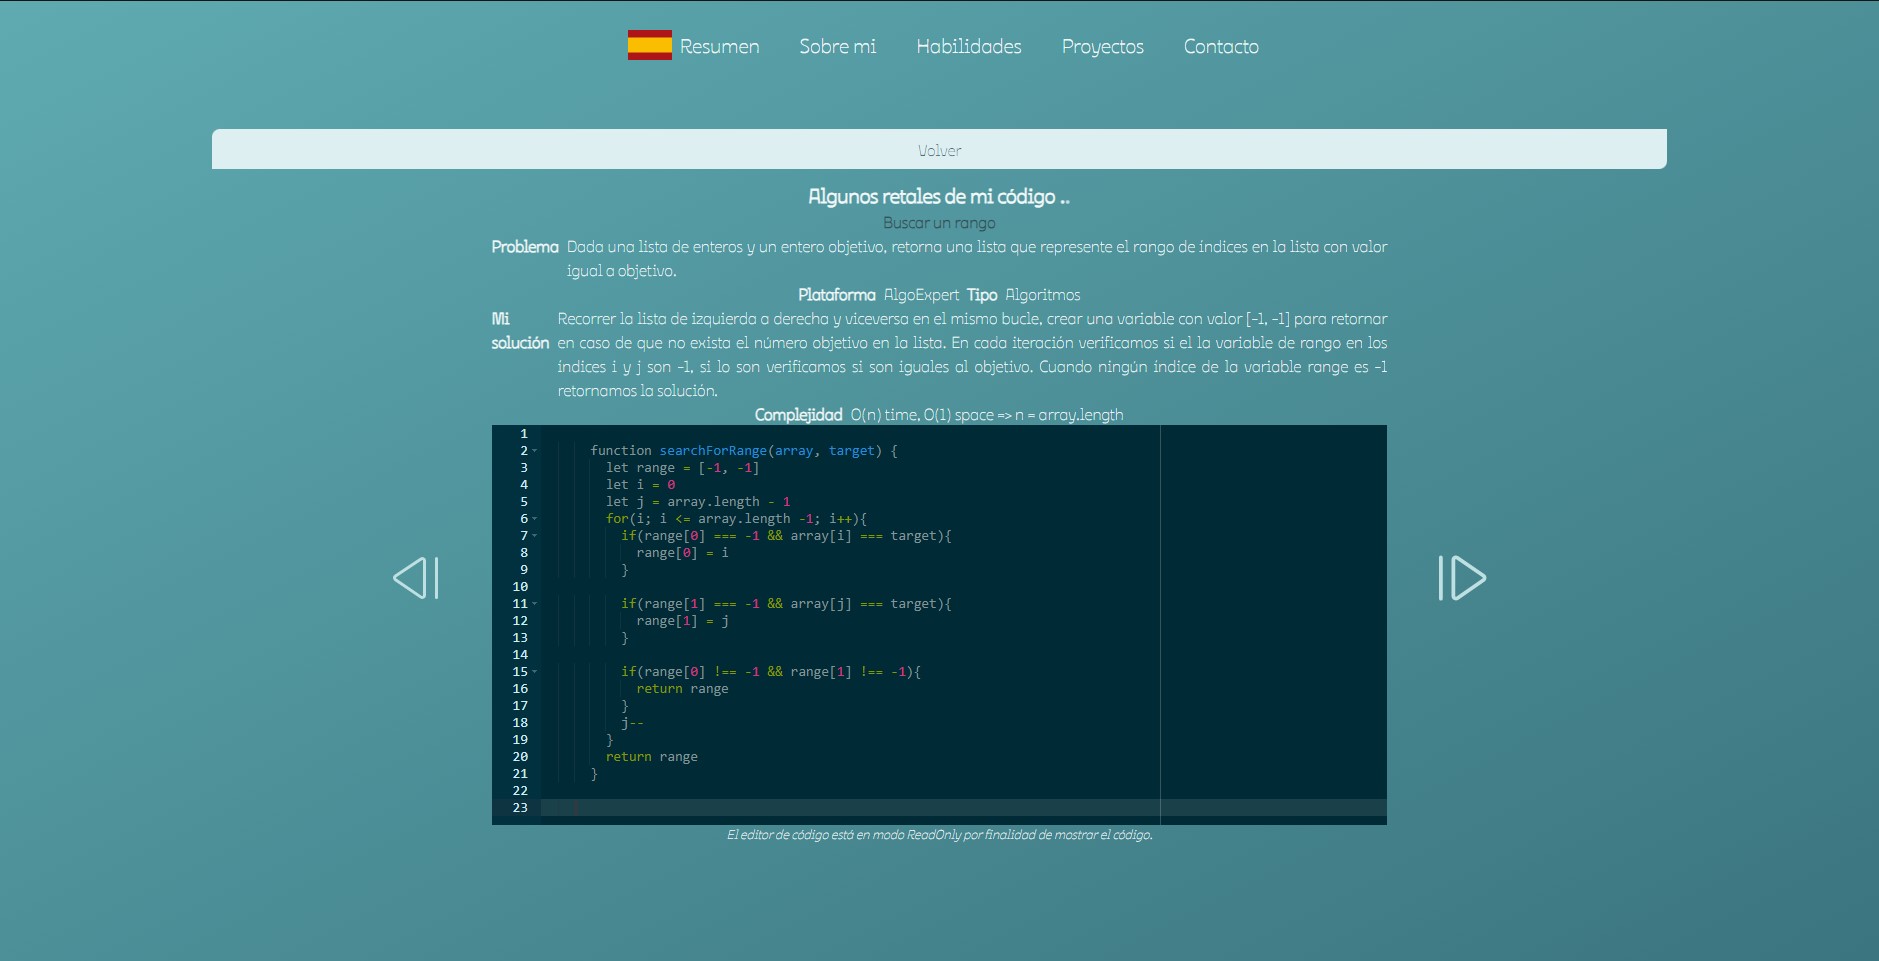 Resumen Sobre mi Habilidades Proyectos Contacto
Volver
Algunos retales de mi código ..
Buscar un rango
Problema Dada una lista de enteros y un entero objetivo, retorna una lista que represente el rango de índices en la lista con valor
igual a objetivo.
Plataforma AlgoExpert Tipo Algoritmos
Mi solución Recorrer la lista de izquierda a derecha y viceversa en el mismo bucle, crear una variable con valor [-1, -1] para retornar
en caso de que no exista el número objetivo en la lista. En cada iteración verificamos si el la variable de rango en los
índices i y j son -1, si lo son verificamos si son iguales al objetivo. Cuando ningún índice de la variable range es -1
retornamos la solución.
Complejidad O(n) time, O(1) space => n = array.length
1
2 function searchForRange(array, target) {
3 let range = [-1, -1]
4 let i = 0
5 let j = array.length - 1
6 for(i; i <= array.length -1; i++){
7 if(range[0] === -1 && array[i] === target){
8 range[0] = i
9 }
10
11 if(range[1] === -1 && array[j] === target){
12 range[1] = j
13 }
14
15 if(range[0] !== -1 && range[1] !== -1){
16 return range
17 }
18 j--
19 }
20 return range
21 }
22
23
El editor de código está en modo ReadOnly por finalidad de mostrar el código.